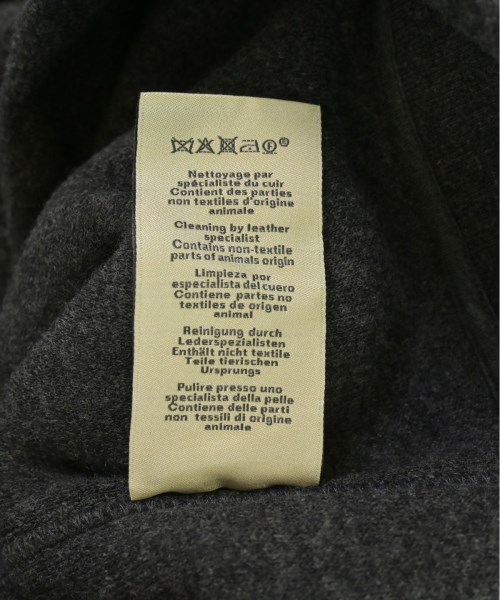 Nettoyage par
spécialiste du cuir
Contient des parties
non textiles d'origine
animale
Cleaning by leather
specialist
Contains non-textile
parts of animals origin
Limpieza por
especialista del cuero
Contiene partes no
textiles de origen
animal
Reinigung durch
Lederspezialisten
Enthält nicht textile
Teile tierischen
Ursprungs
Pulire presso uno
specialista della pelle
Contiene delle parti
non tessili di origine
animale